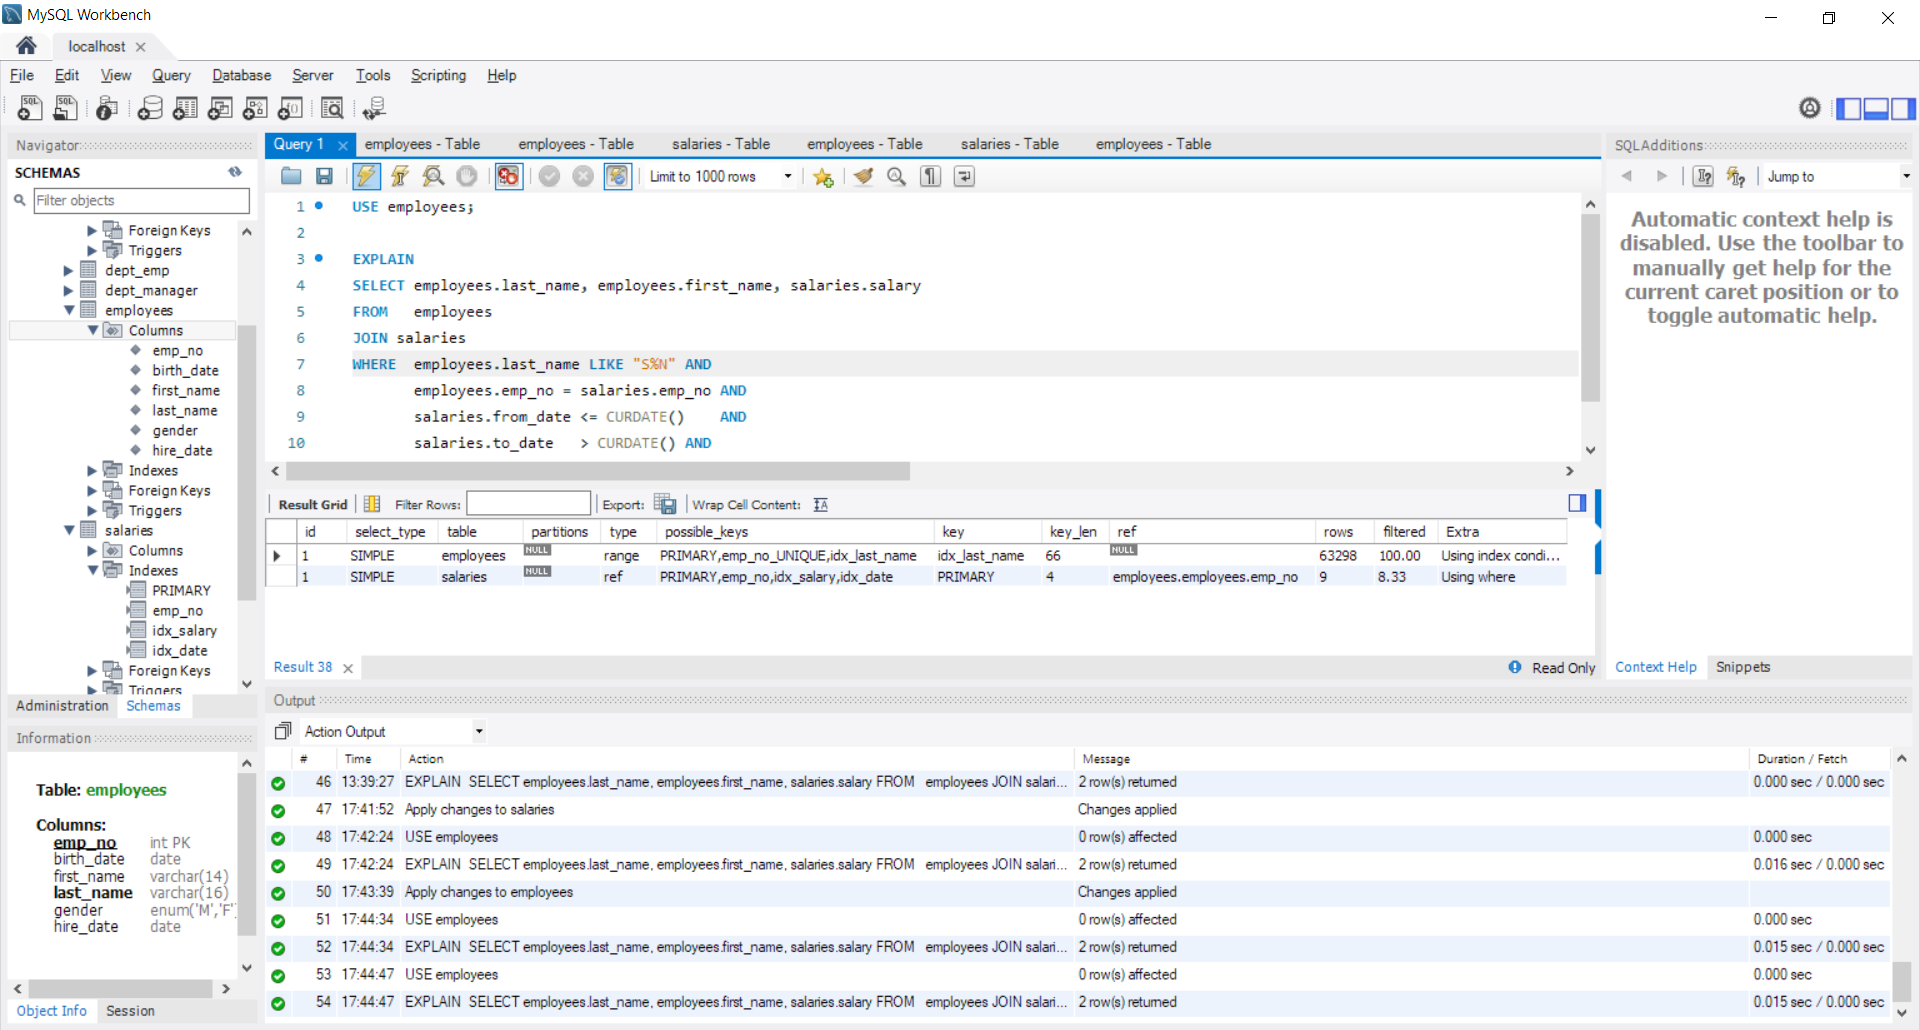 MySQL Workbench
localhost
File Edit View Query Database Server Tools Scripting Help
Navigator
SCHEMAS
Filter objects
Foreign Keys
Triggers
dept_emp
dept_manager
employees
Columns
emp_no
birth_date
first_name
last_name
gender
hire_date
Indexes
Foreign Keys
Triggers
salaries
Columns
Indexes
PRIMARY
emp_no
idx_salary
idx_date
Foreign Keys
Triggers
Administration Schemas
Information
Table: employees
Columns:
emp_no int PK
birth_date date
first_name varchar(14)
last_name varchar(16)
gender enum('M','F'
hire_date date
Object Info Session
Query 1 employees - Table employees - Table salaries - Table employees - Table salaries - Table employees - Table
Limit to 1000 rows
1 USE employees;
2
3 EXPLAIN
4 SELECT employees.last_name, employees.first_name, salaries.salary
5 FROM employees
6 JOIN salaries
7 WHERE employees.last_name LIKE "S%N" AND
8 employees.emp_no = salaries.emp_no AND
9 salaries.from_date <= CURDATE() AND
10 salaries.to_date > CURDATE() AND
Result Grid Filter Rows: Export: Wrap Cell Content:
id select_type table partitions type possible_keys key key_len ref rows filtered Extra
1 SIMPLE employees NULL range PRIMARY,emp_no_UNIQUE,idx_last_name idx_last_name 66 NULL 63298 100.00 Using index condi...
1 SIMPLE salaries NULL ref PRIMARY,emp_no,idx_salary,idx_date PRIMARY 4 employees.employees.emp_no 9 8.33 Using where
Result 38 Read Only
SQLAdditions
Jump to
Automatic context help is
disabled. Use the toolbar to
manually get help for the
current caret position or to
toggle automatic help.
Context Help Snippets
Output
Action Output
# Time Action Message Duration / Fetch
46 13:39:27 EXPLAIN SELECT employees.last_name, employees.first_name, salaries.salary FROM employees JOIN salari... 2 row(s) returned 0.000 sec / 0.000 sec
47 17:41:52 Apply changes to salaries Changes applied
48 17:42:24 USE employees 0 row(s) affected 0.000 sec
49 17:42:24 EXPLAIN SELECT employees.last_name, employees.first_name, salaries.salary FROM employees JOIN salari... 2 row(s) returned 0.016 sec / 0.000 sec
50 17:43:39 Apply changes to employees Changes applied
51 17:44:34 USE employees 0 row(s) affected 0.000 sec
52 17:44:34 EXPLAIN SELECT employees.last_name, employees.first_name, salaries.salary FROM employees JOIN salari... 2 row(s) returned 0.015 sec / 0.000 sec
53 17:44:47 USE employees 0 row(s) affected 0.000 sec
54 17:44:47 EXPLAIN SELECT employees.last_name, employees.first_name, salaries.salary FROM employees JOIN salari... 2 row(s) returned 0.015 sec / 0.000 sec